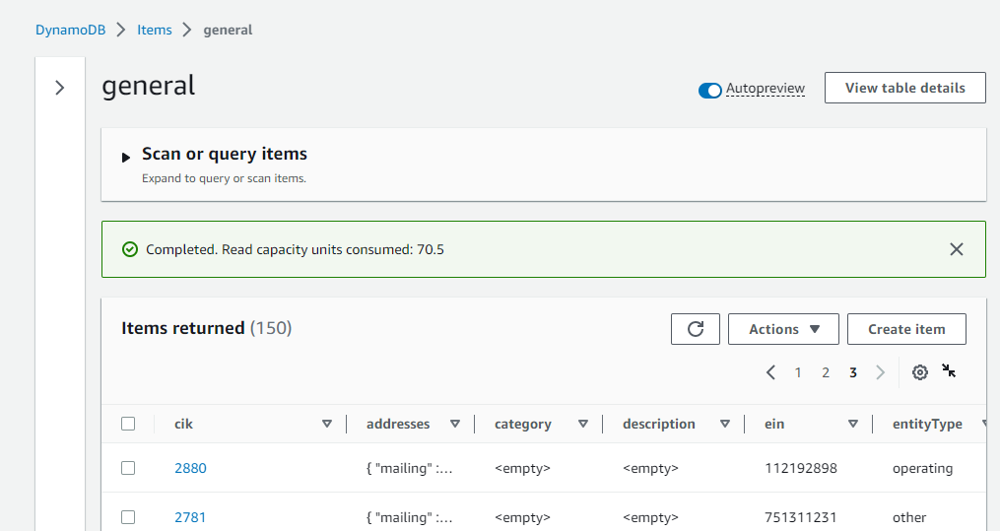 DynamoDB > Items > general
general
Autopreview
View table details
Scan or query items
Expand to query or scan items.
Completed. Read capacity units consumed: 70.5
Items returned (150)
Actions
Create item
1 2 3
cik addresses category description ein entityType
2880 { "mailing" :... <empty> <empty> 112192898 operating
2781 { "mailing" :... <empty> <empty> 751311231 other